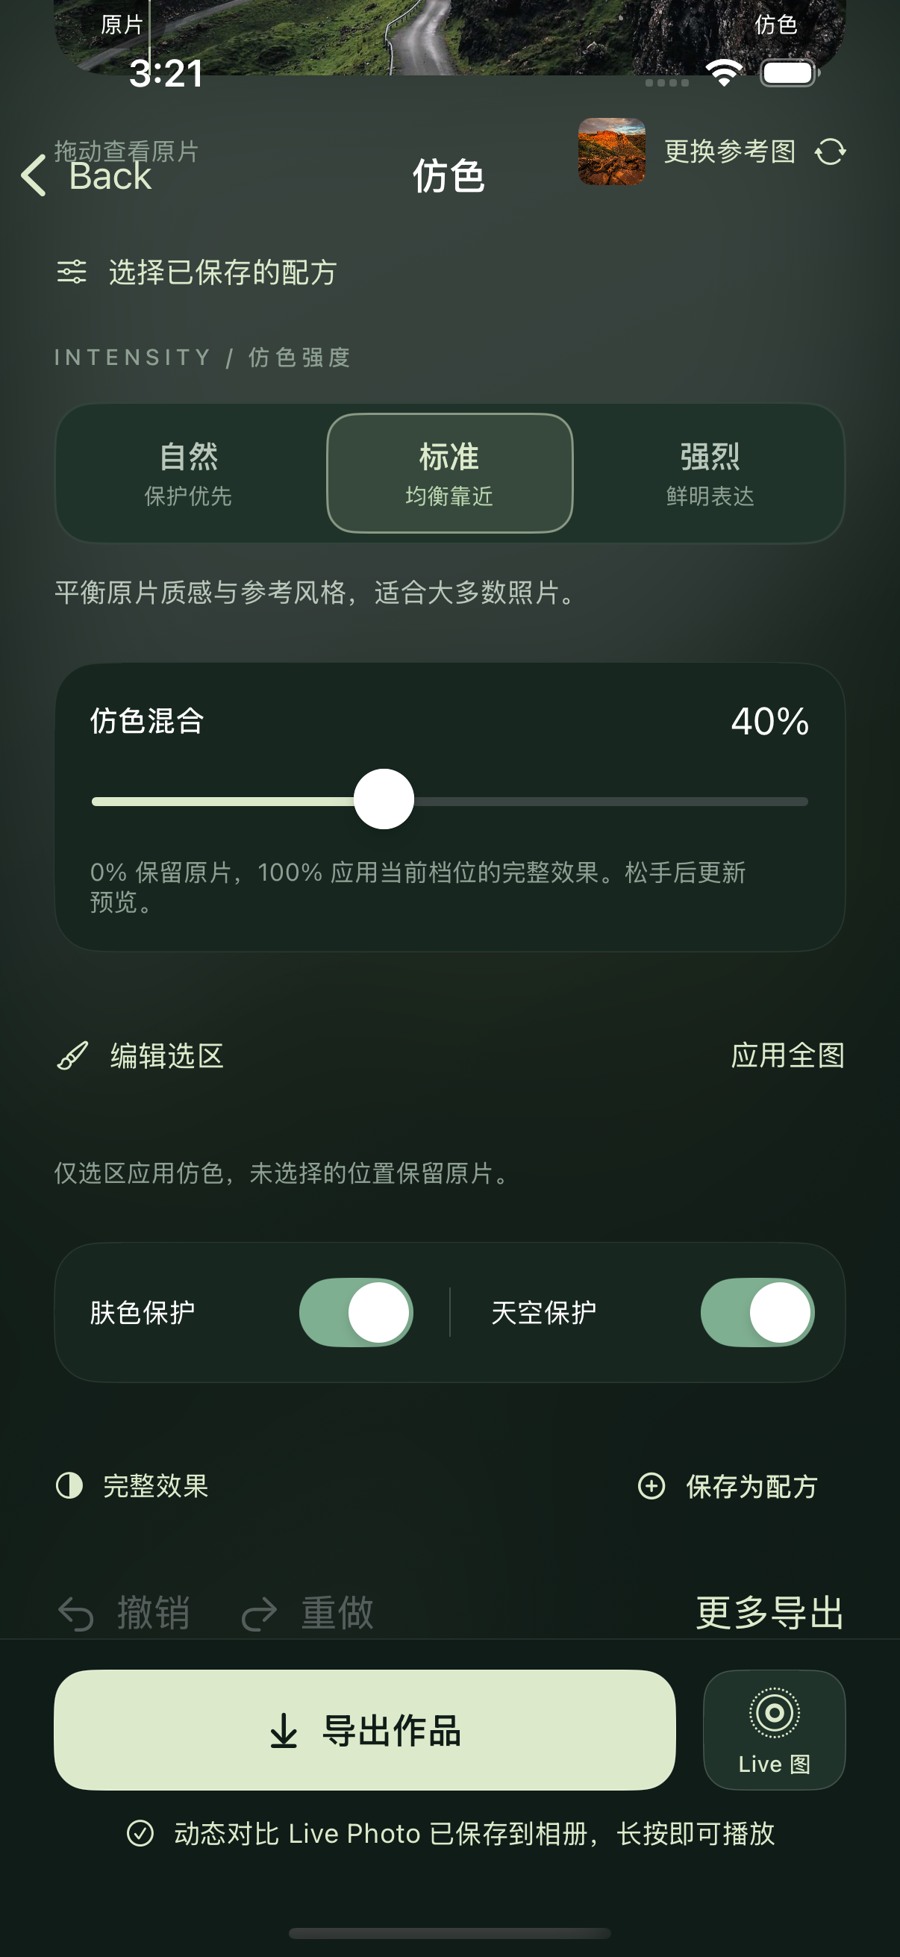 原片
仿色
3:21
拖动查看原片
更换参考图
Back
仿色
选择已保存的配方
INTENSITY / 仿色强度
自然
标准
强烈
保护优先
均衡靠近
鲜明表达
平衡原片质感与参考风格，适合大多数照片。
仿色混合
40%
0% 保留原片，100% 应用当前档位的完整效果。松手后更新
预览。
编辑选区
应用全图
仅选区应用仿色，未选择的位置保留原片。
肤色保护
天空保护
完整效果
保存为配方
撤销
重做
更多导出
导出作品
Live 图
动态对比 Live Photo 已保存到相册，长按即可播放